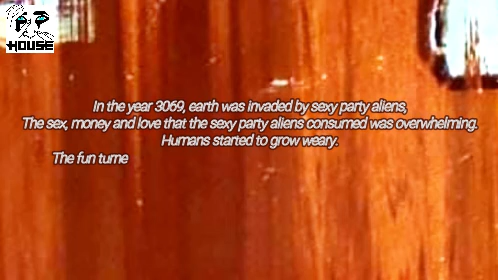 HOUSE
In the year 3069, earth was invaded by sexy party aliens,
The sex, money and love that the sexy party aliens consumed was overwhelming.
Humans started to grow weary.
The fun turne